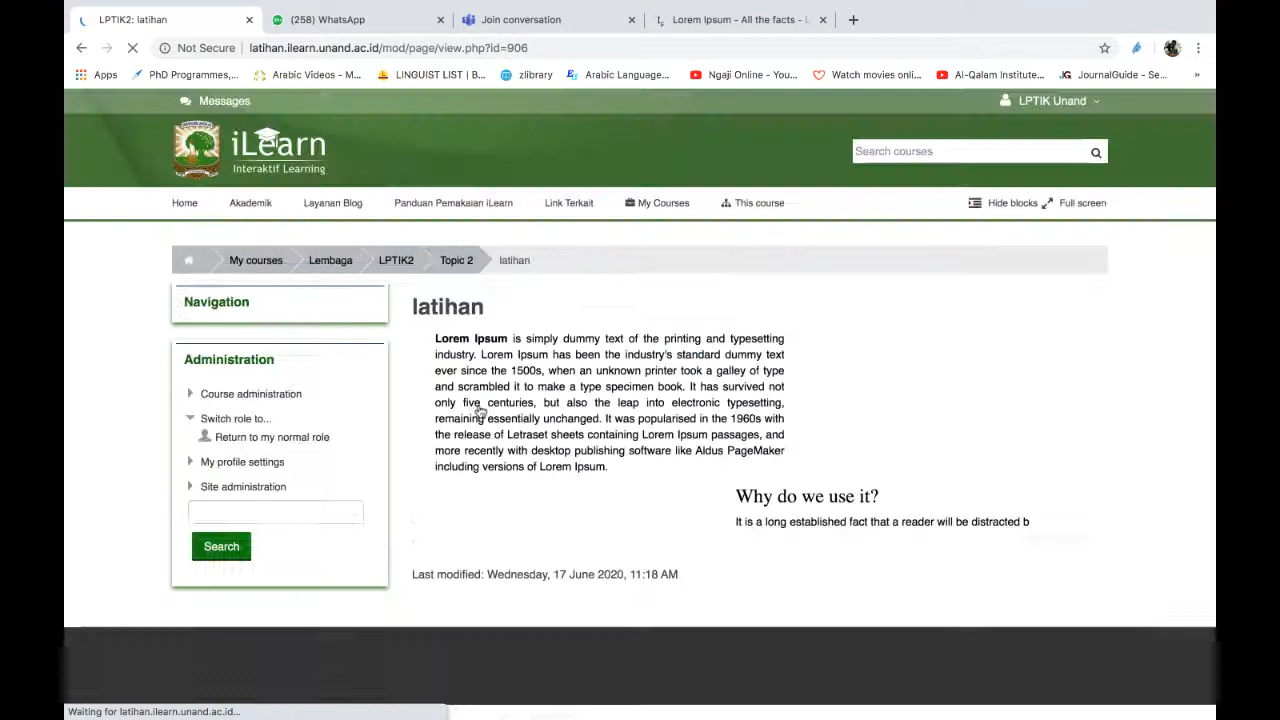 LPTIK2: latihan
(258) WhatsApp
Join conversation
Lorem Ipsum - All the facts - L
Not Secure
latihan.ilearn.unand.ac.id/mod/page/view.php?id=906
Apps
PhD Programmes,...
Arabic Videos - M...
LINGUIST LIST | B...
zlibrary
Arabic Language...
Ngaji Online - You...
Watch movies onli...
Al-Qalam Institute...
JournalGuide - Se...
»
Messages
LPTIK Unand
iLearn
Interaktif Learning
Search courses
Home
Akademik
Layanan Blog
Panduan Pemakaian iLearn
Link Terkait
My Courses
This course
Hide blocks
Full screen
My courses
Lembaga
LPTIK2
Topic 2
latihan
Navigation
Administration
Course administration
Switch role to...
Return to my normal role
My profile settings
Site administration
Search
latihan
Lorem Ipsum is simply dummy text of the printing and typesetting
industry. Lorem Ipsum has been the industry's standard dummy text
ever since the 1500s, when an unknown printer took a galley of type
and scrambled it to make a type specimen book. It has survived not
only five centuries, but also the leap into electronic typesetting,
remaining essentially unchanged. It was popularised in the 1960s with
the release of Letraset sheets containing Lorem Ipsum passages, and
more recently with desktop publishing software like Aldus PageMaker
including versions of Lorem Ipsum.
Why do we use it?
It is a long established fact that a reader will be distracted b
Last modified: Wednesday, 17 June 2020, 11:18 AM
Waiting for latihan.ilearn.unand.ac.id...